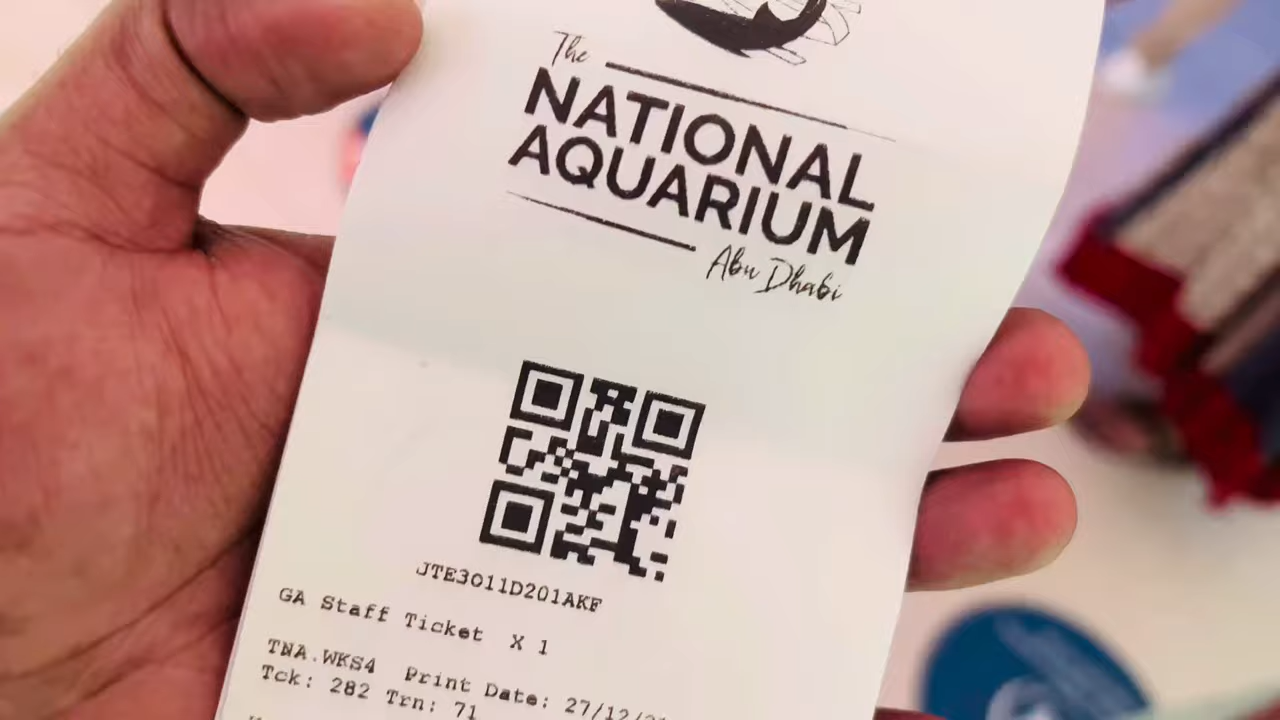 The
NATIONAL
AQUARIUM
Abu Dhabi
JTE3011D201AKF
GA Staff Ticket X 1
TNA.WKS4 Print Date: 27/12/
Tck: 282 Trn: 71